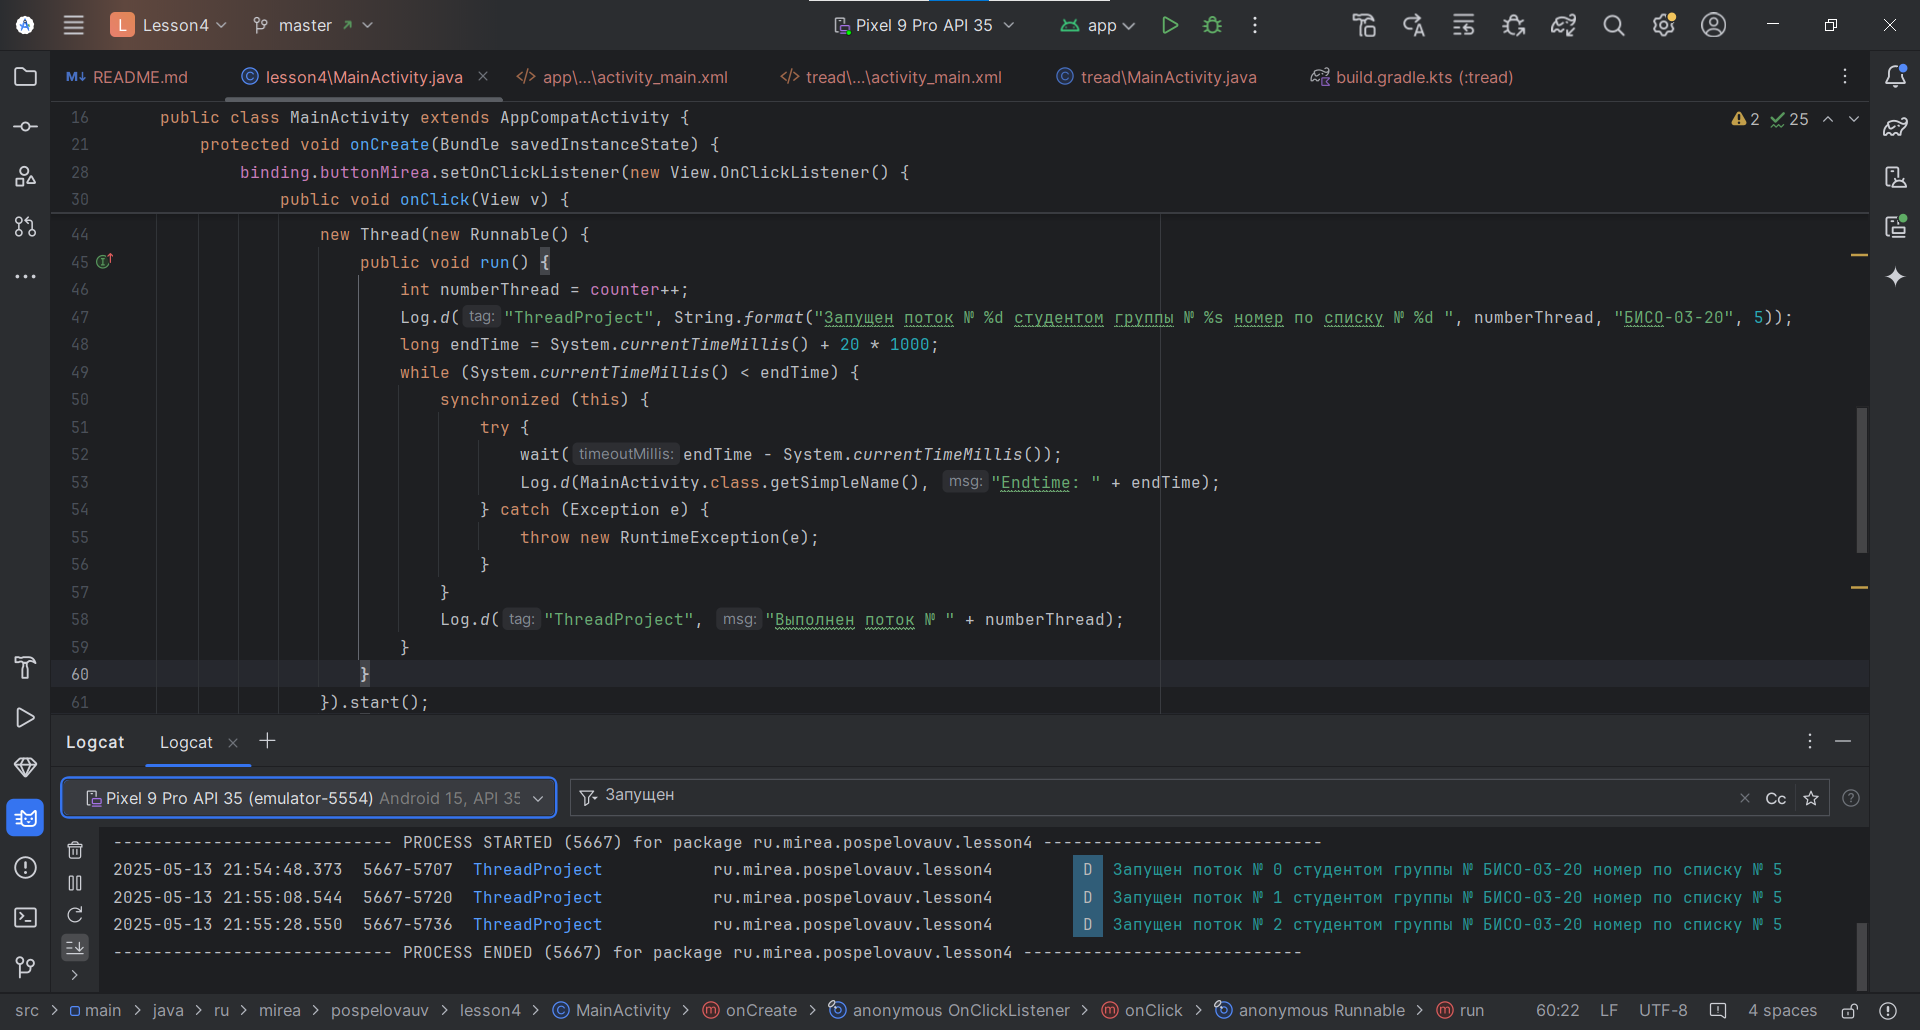 L Lesson4 master Pixel 9 Pro API 35 app
M↓ README.md lesson4\MainActivity.java app\...\activity_main.xml tread\...\activity_main.xml tread\MainActivity.java build.gradle.kts (:tread)
16 public class MainActivity extends AppCompatActivity { 2 25
21 protected void onCreate(Bundle savedInstanceState) {
28 binding.buttonMirea.setOnClickListener(new View.OnClickListener() {
30 public void onClick(View v) {
44 new Thread(new Runnable() {
45 public void run() {
46 int numberThread = counter++;
47 Log.d( tag: "ThreadProject", String.format("Запущен поток № %d студентом группы № %s номер по списку № %d ", numberThread, "БИСО-03-20", 5));
48 long endTime = System.currentTimeMillis() + 20 * 1000;
49 while (System.currentTimeMillis() < endTime) {
50 synchronized (this) {
51 try {
52 wait( timeoutMillis: endTime - System.currentTimeMillis());
53 Log.d(MainActivity.class.getSimpleName(), msg: "Endtime: " + endTime);
54 } catch (Exception e) {
55 throw new RuntimeException(e);
56 }
57 }
58 Log.d( tag: "ThreadProject", msg: "Выполнен поток № " + numberThread);
59 }
60 }
61 }).start();
Logcat Logcat
Pixel 9 Pro API 35 (emulator-5554) Android 15, API 35 Запущен Cc
---------------------------- PROCESS STARTED (5667) for package ru.mirea.pospelovauv.lesson4 ----------------------------
2025-05-13 21:54:48.373 5667-5707 ThreadProject ru.mirea.pospelovauv.lesson4 D Запущен поток № 0 студентом группы № БИСО-03-20 номер по списку № 5
2025-05-13 21:55:08.544 5667-5720 ThreadProject ru.mirea.pospelovauv.lesson4 D Запущен поток № 1 студентом группы № БИСО-03-20 номер по списку № 5
2025-05-13 21:55:28.550 5667-5736 ThreadProject ru.mirea.pospelovauv.lesson4 D Запущен поток № 2 студентом группы № БИСО-03-20 номер по списку № 5
---------------------------- PROCESS ENDED (5667) for package ru.mirea.pospelovauv.lesson4 ----------------------------
src > main > java > ru > mirea > pospelovauv > lesson4 > MainActivity > onCreate > anonymous OnClickListener > onClick > anonymous Runnable > run 60:22 LF UTF-8 4 spaces